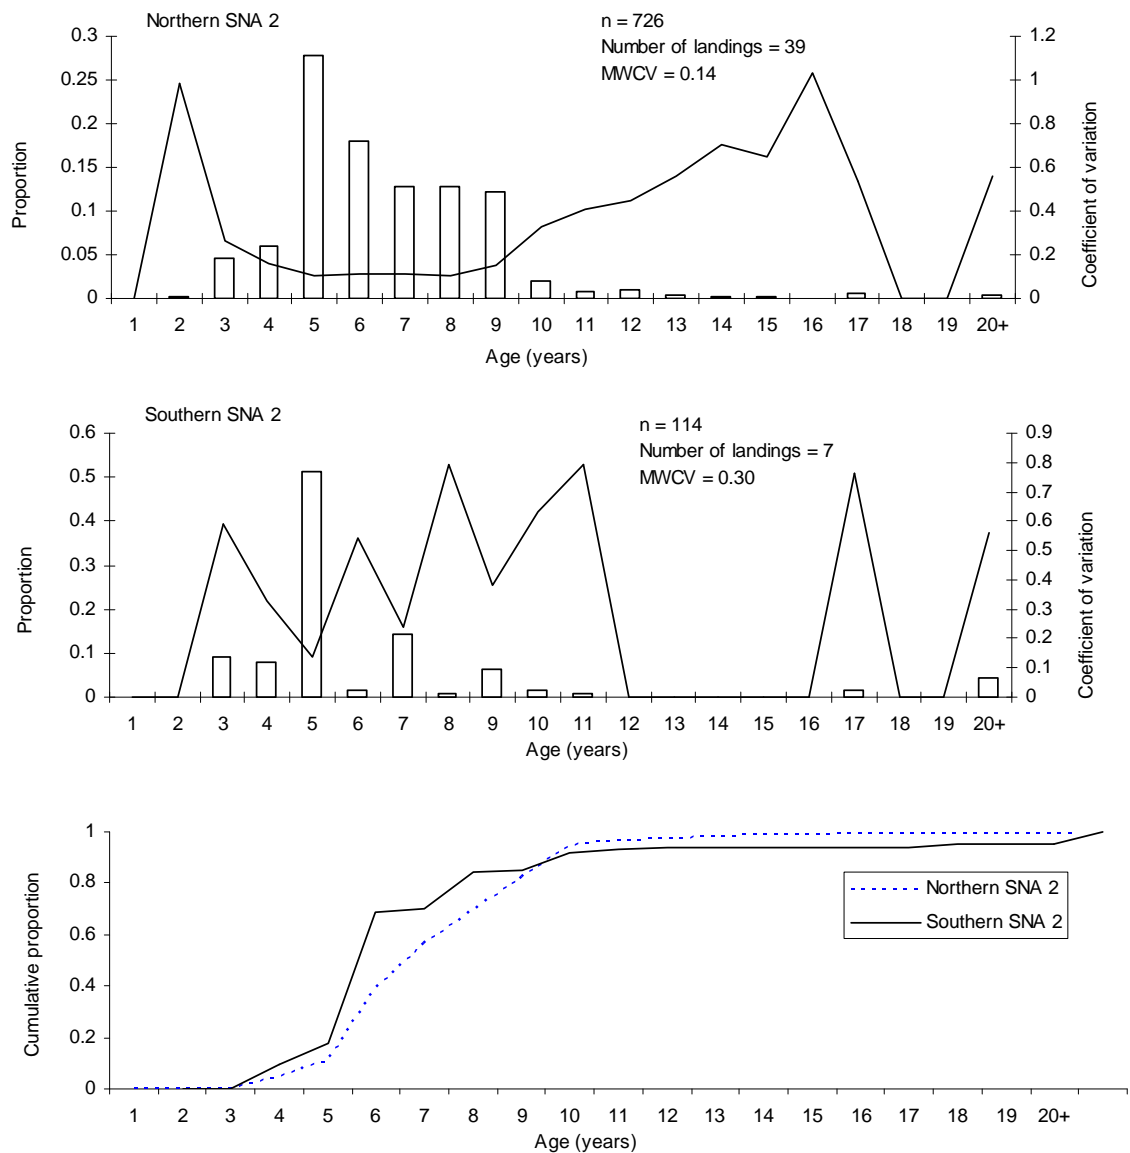 Northern SNA 2
n = 726
Number of landings = 39
MWCV = 0.14
0.3
0.25
0.2
0.15
0.1
0.05
0
Proportion
1.2
1
0.8
0.6
0.4
0.2
0
Coefficient of variation
1 2 3 4 5 6 7 8 9 10 11 12 13 14 15 16 17 18 19 20+
Age (years)
Southern SNA 2
n = 114
Number of landings = 7
MWCV = 0.30
0.6
0.5
0.4
0.3
0.2
0.1
0
Proportion
0.9
0.8
0.7
0.6
0.5
0.4
0.3
0.2
0.1
0
Coefficient of variation
1 2 3 4 5 6 7 8 9 10 11 12 13 14 15 16 17 18 19 20+
Age (years)
1
0.8
0.6
0.4
0.2
0
Cumulative proportion
Northern SNA 2
Southern SNA 2
1 2 3 4 5 6 7 8 9 10 11 12 13 14 15 16 17 18 19 20+
Age (years)